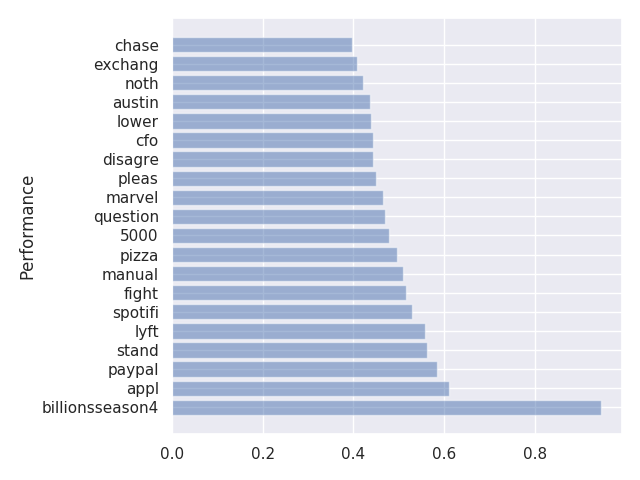 chase
exchang
noth
austin
lower
cfo
disagre
pleas
marvel
question
5000
pizza
manual
fight
spotifi
lyft
stand
paypal
appl
billionsseason4
Performance
0.0 0.2 0.4 0.6 0.8